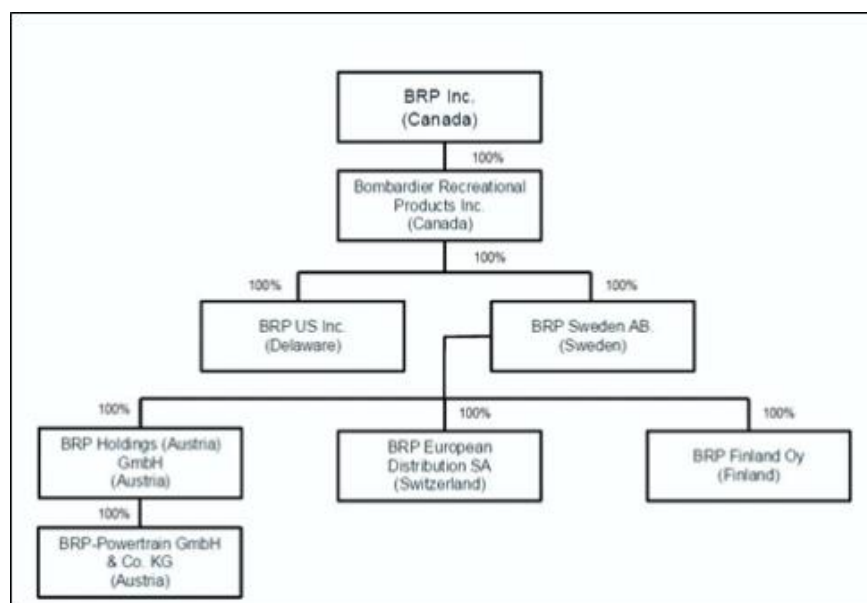 BRP Inc.
(Canada)
100%
Bombardier Recreational
Products Inc.
(Canada)
100%
100%
100%
BRP US Inc.
(Delaware)
BRP Sweden AB.
(Sweden)
100%
100%
100%
BRP Holdings (Austria)
GmbH
(Austria)
BRP European
Distribution SA
(Switzerland)
BRP Finland Oy
(Finland)
100%
BRP-Powertrain GmbH
& Co. KG
(Austria)